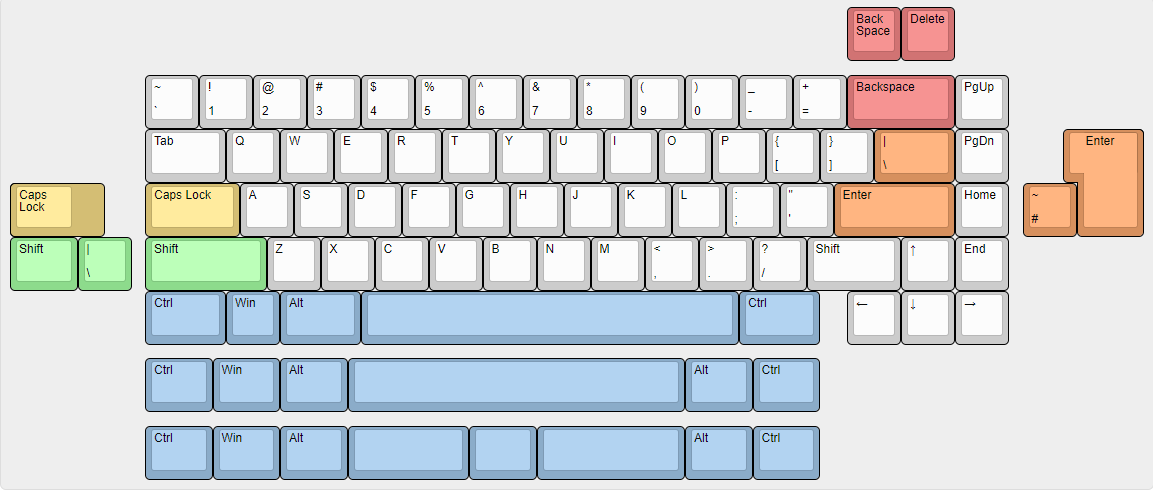 Back Space Delete
~ ! @ # $ % ^ & * ( ) _ + Backspace PgUp
` 1 2 3 4 5 6 7 8 9 0 - =
Tab Q W E R T Y U I O P { } | PgDn Enter
[ ] \
Caps Lock Caps Lock A S D F G H J K L : " Enter Home ~
; ' #
Shift | Shift Z X C V B N M < > ? Shift ↑ End
\ , . /
Ctrl Win Alt Ctrl ← ↓ →
Ctrl Win Alt Alt Ctrl
Ctrl Win Alt Alt Ctrl